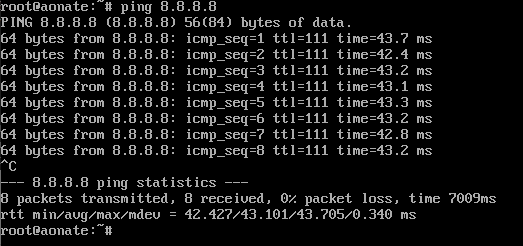 root@aonate:~# ping 8.8.8.8
PING 8.8.8.8 (8.8.8.8) 56(84) bytes of data.
64 bytes from 8.8.8.8: icmp_seq=1 ttl=111 time=43.7 ms
64 bytes from 8.8.8.8: icmp_seq=2 ttl=111 time=42.4 ms
64 bytes from 8.8.8.8: icmp_seq=3 ttl=111 time=43.2 ms
64 bytes from 8.8.8.8: icmp_seq=4 ttl=111 time=43.1 ms
64 bytes from 8.8.8.8: icmp_seq=5 ttl=111 time=43.3 ms
64 bytes from 8.8.8.8: icmp_seq=6 ttl=111 time=43.2 ms
64 bytes from 8.8.8.8: icmp_seq=7 ttl=111 time=42.8 ms
64 bytes from 8.8.8.8: icmp_seq=8 ttl=111 time=43.2 ms
^C
--- 8.8.8.8 ping statistics ---
8 packets transmitted, 8 received, 0% packet loss, time 7009ms
rtt min/avg/max/mdev = 42.427/43.101/43.705/0.340 ms
root@aonate:~#